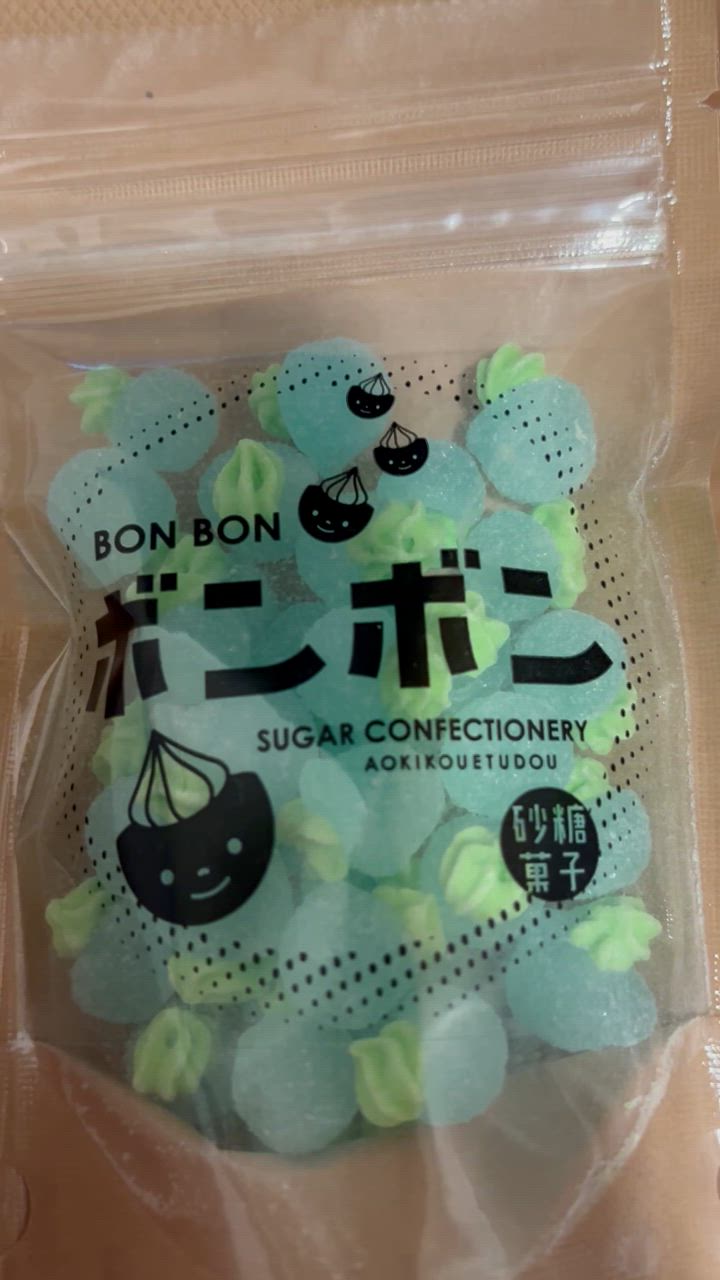 BON BON
ボンボン
SUGAR CONFECTIONERY
AOKIKOUETUDOU
砂糖
菓子